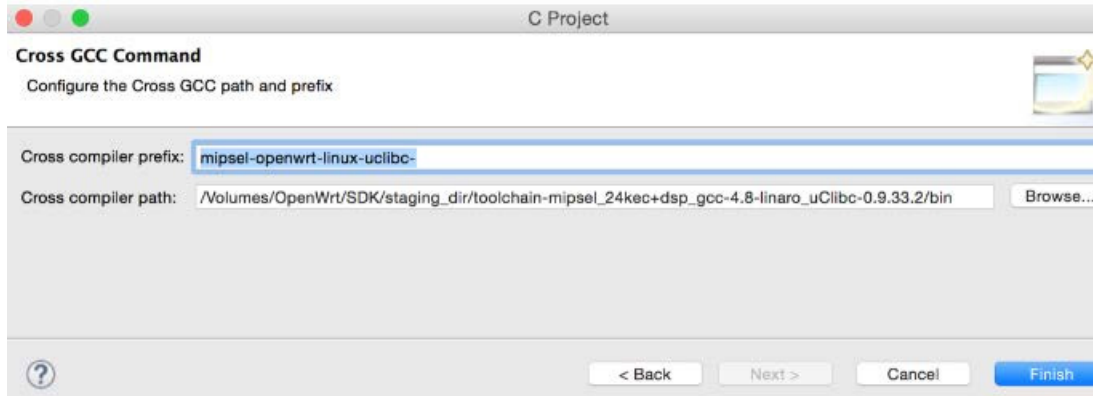 C Project
Cross GCC Command
Configure the Cross GCC path and prefix
Cross compiler prefix: mipsel-openwrt-linux-uclibc-
Cross compiler path: /Volumes/OpenWrt/SDK/staging_dir/toolchain-mipsel_24kec+dsp_gcc-4.8-linaro_uClibc-0.9.33.2/bin Browse...
? < Back Next > Cancel Finish